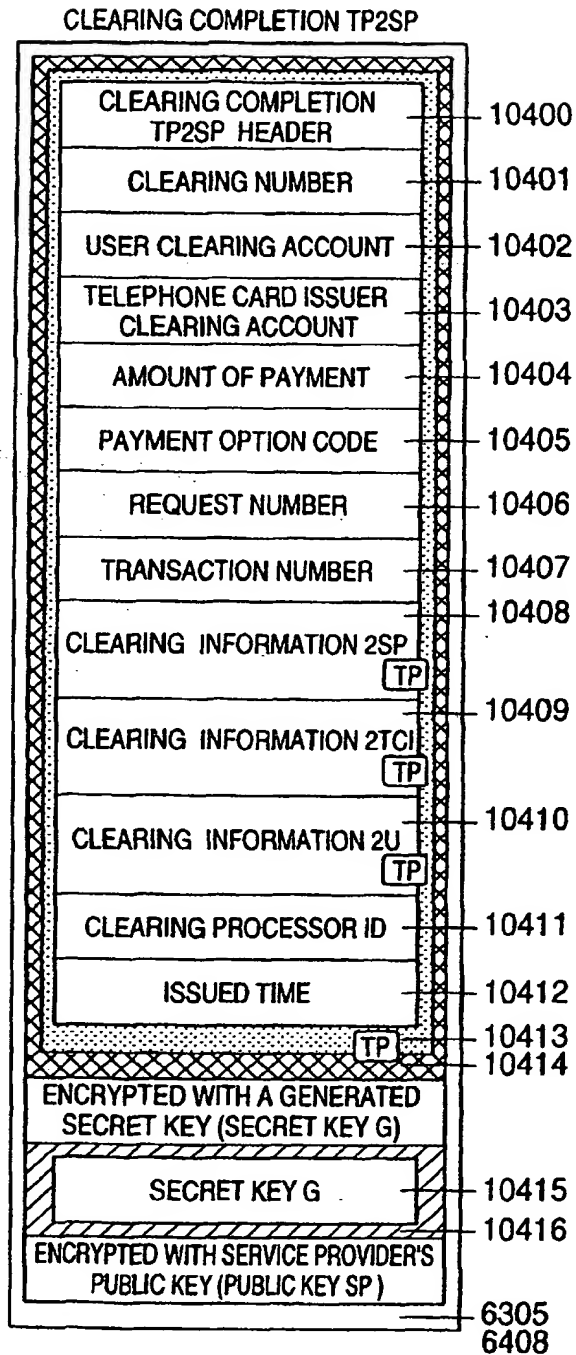 CLEARING COMPLETION TP2SP
CLEARING COMPLETION
TP2SP HEADER
10400
CLEARING NUMBER
10401
USER CLEARING ACCOUNT
10402
TELEPHONE CARD ISSUER
CLEARING ACCOUNT
10403
AMOUNT OF PAYMENT
10404
PAYMENT OPTION CODE
10405
REQUEST NUMBER
10406
TRANSACTION NUMBER
10407
10408
CLEARING INFORMATION 2SP
TP
10409
CLEARING INFORMATION 2TCI
TP
10410
CLEARING INFORMATION 2U
TP
CLEARING PROCESSOR ID
10411
ISSUED TIME
10412
TP
10413
10414
ENCRYPTED WITH A GENERATED
SECRET KEY (SECRET KEY G)
SECRET KEY G
10415
10416
ENCRYPTED WITH SERVICE PROVIDER'S
PUBLIC KEY (PUBLIC KEY SP )
6305
6408